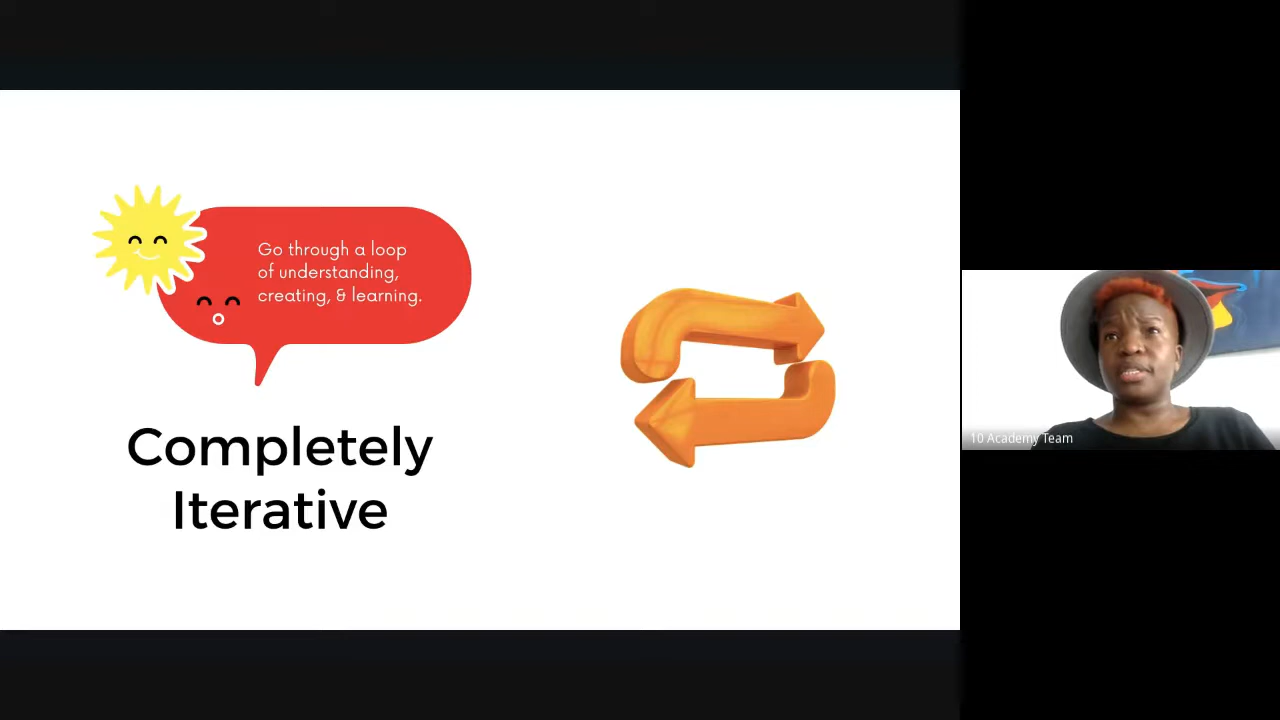 Go through a loop
of understanding,
creating, & learning.
Completely
Iterative
10 Academy Team